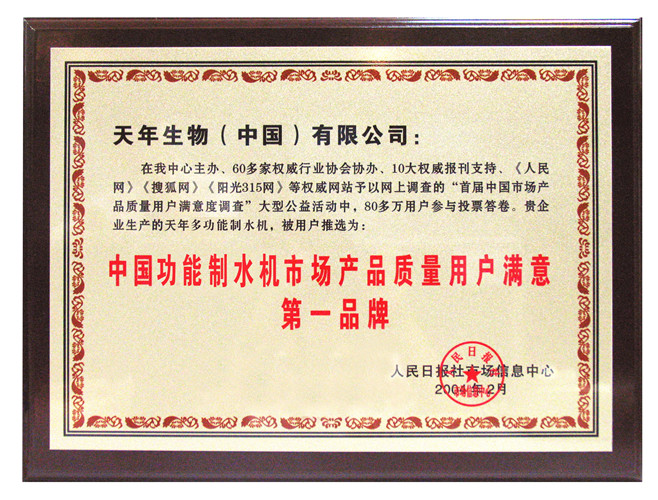 天年生物（中国）有限公司：
在我中心主办、60多家权威行业协会协办、10大权威报刊支持、《人民
网》《搜狐网》《阳光315网》等权威网站予以网上调查的“首届中国市场产
品质量用户满意度调查”大型公益活动中，80多万用户参与投票答卷。贵企
业生产的天年多功能制水机，被用户推选为：
中国功能制水机市场产品质量用户满意
第一品牌
人民日报社市场信息中心
2004年2月